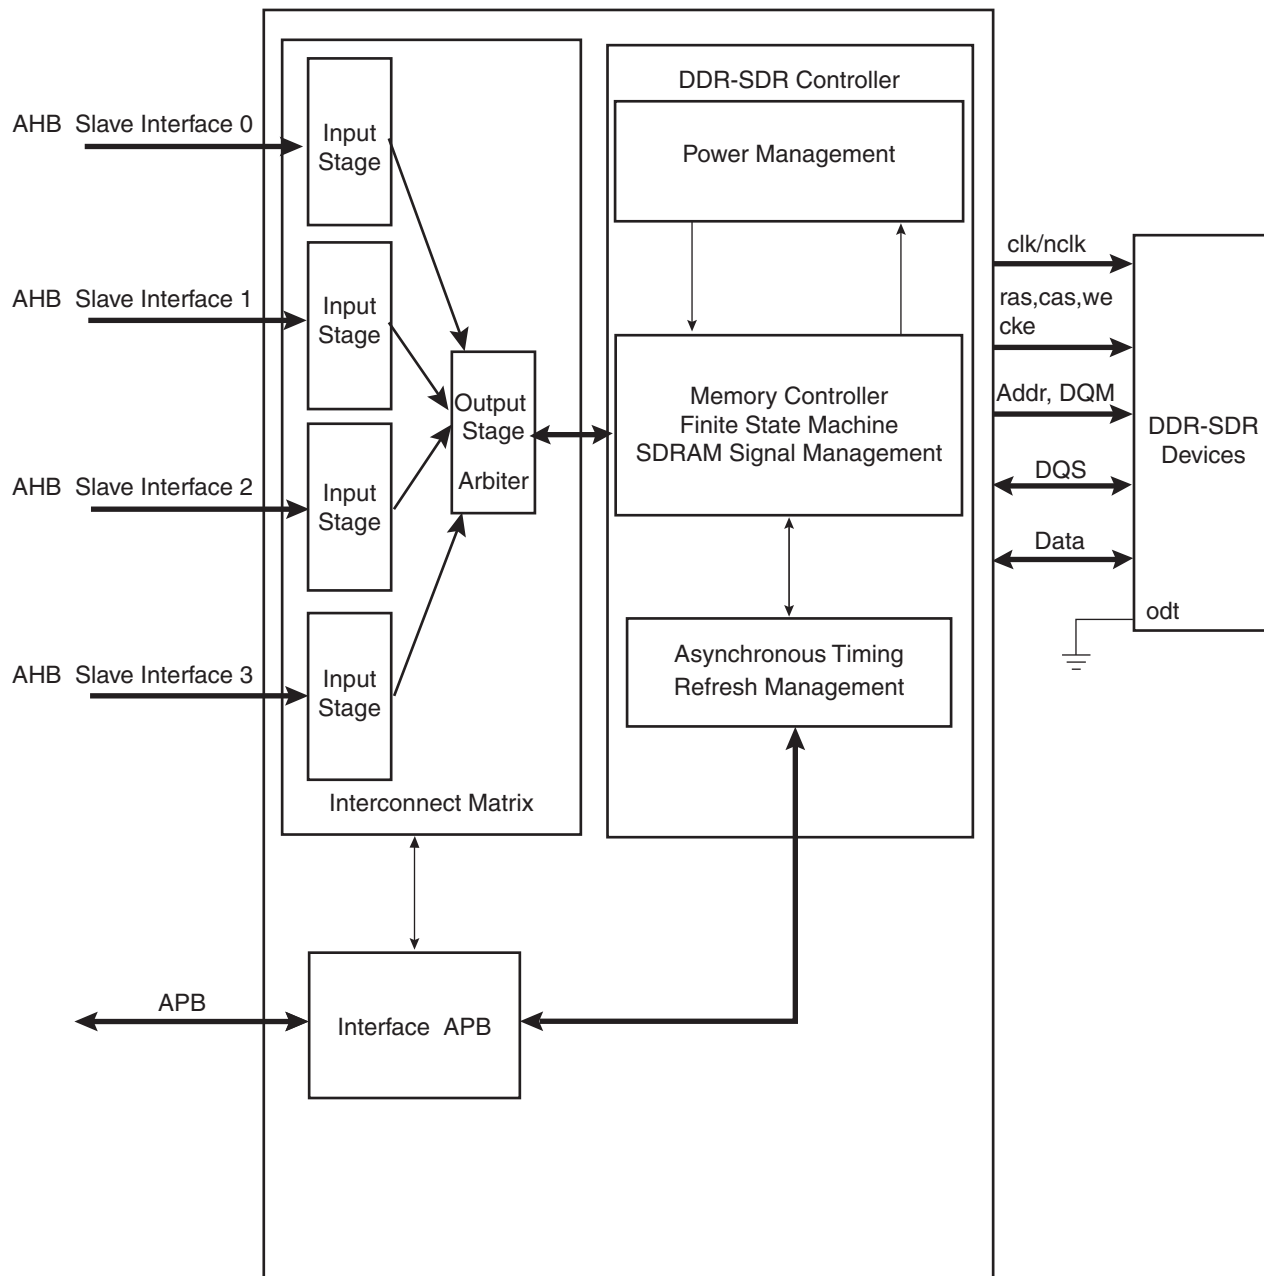 AHB Slave Interface 0
AHB Slave Interface 1
AHB Slave Interface 2
AHB Slave Interface 3
Input
Stage
Input
Stage
Input
Stage
Input
Stage
Output
Stage
Arbiter
Interconnect Matrix
DDR-SDR Controller
Power Management
Memory Controller
Finite State Machine
SDRAM Signal Management
Asynchronous Timing
Refresh Management
clk/nclk
ras,cas,we
cke
Addr, DQM
DQS
Data
odt
DDR-SDR
Devices
APB
Interface APB